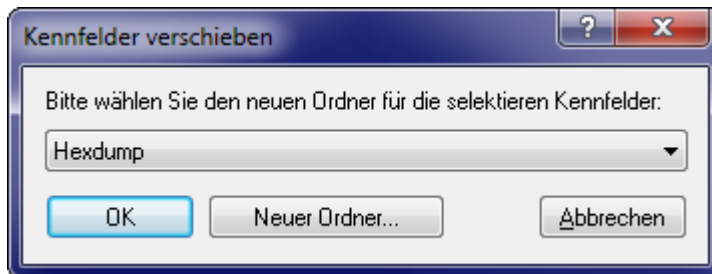 Kennfelder verschieben
?
X
Bitte wählen Sie den neuen Ordner für die selektieren Kennfelder:
Hexdump
OK
Neuer Ordner...
Abbrechen